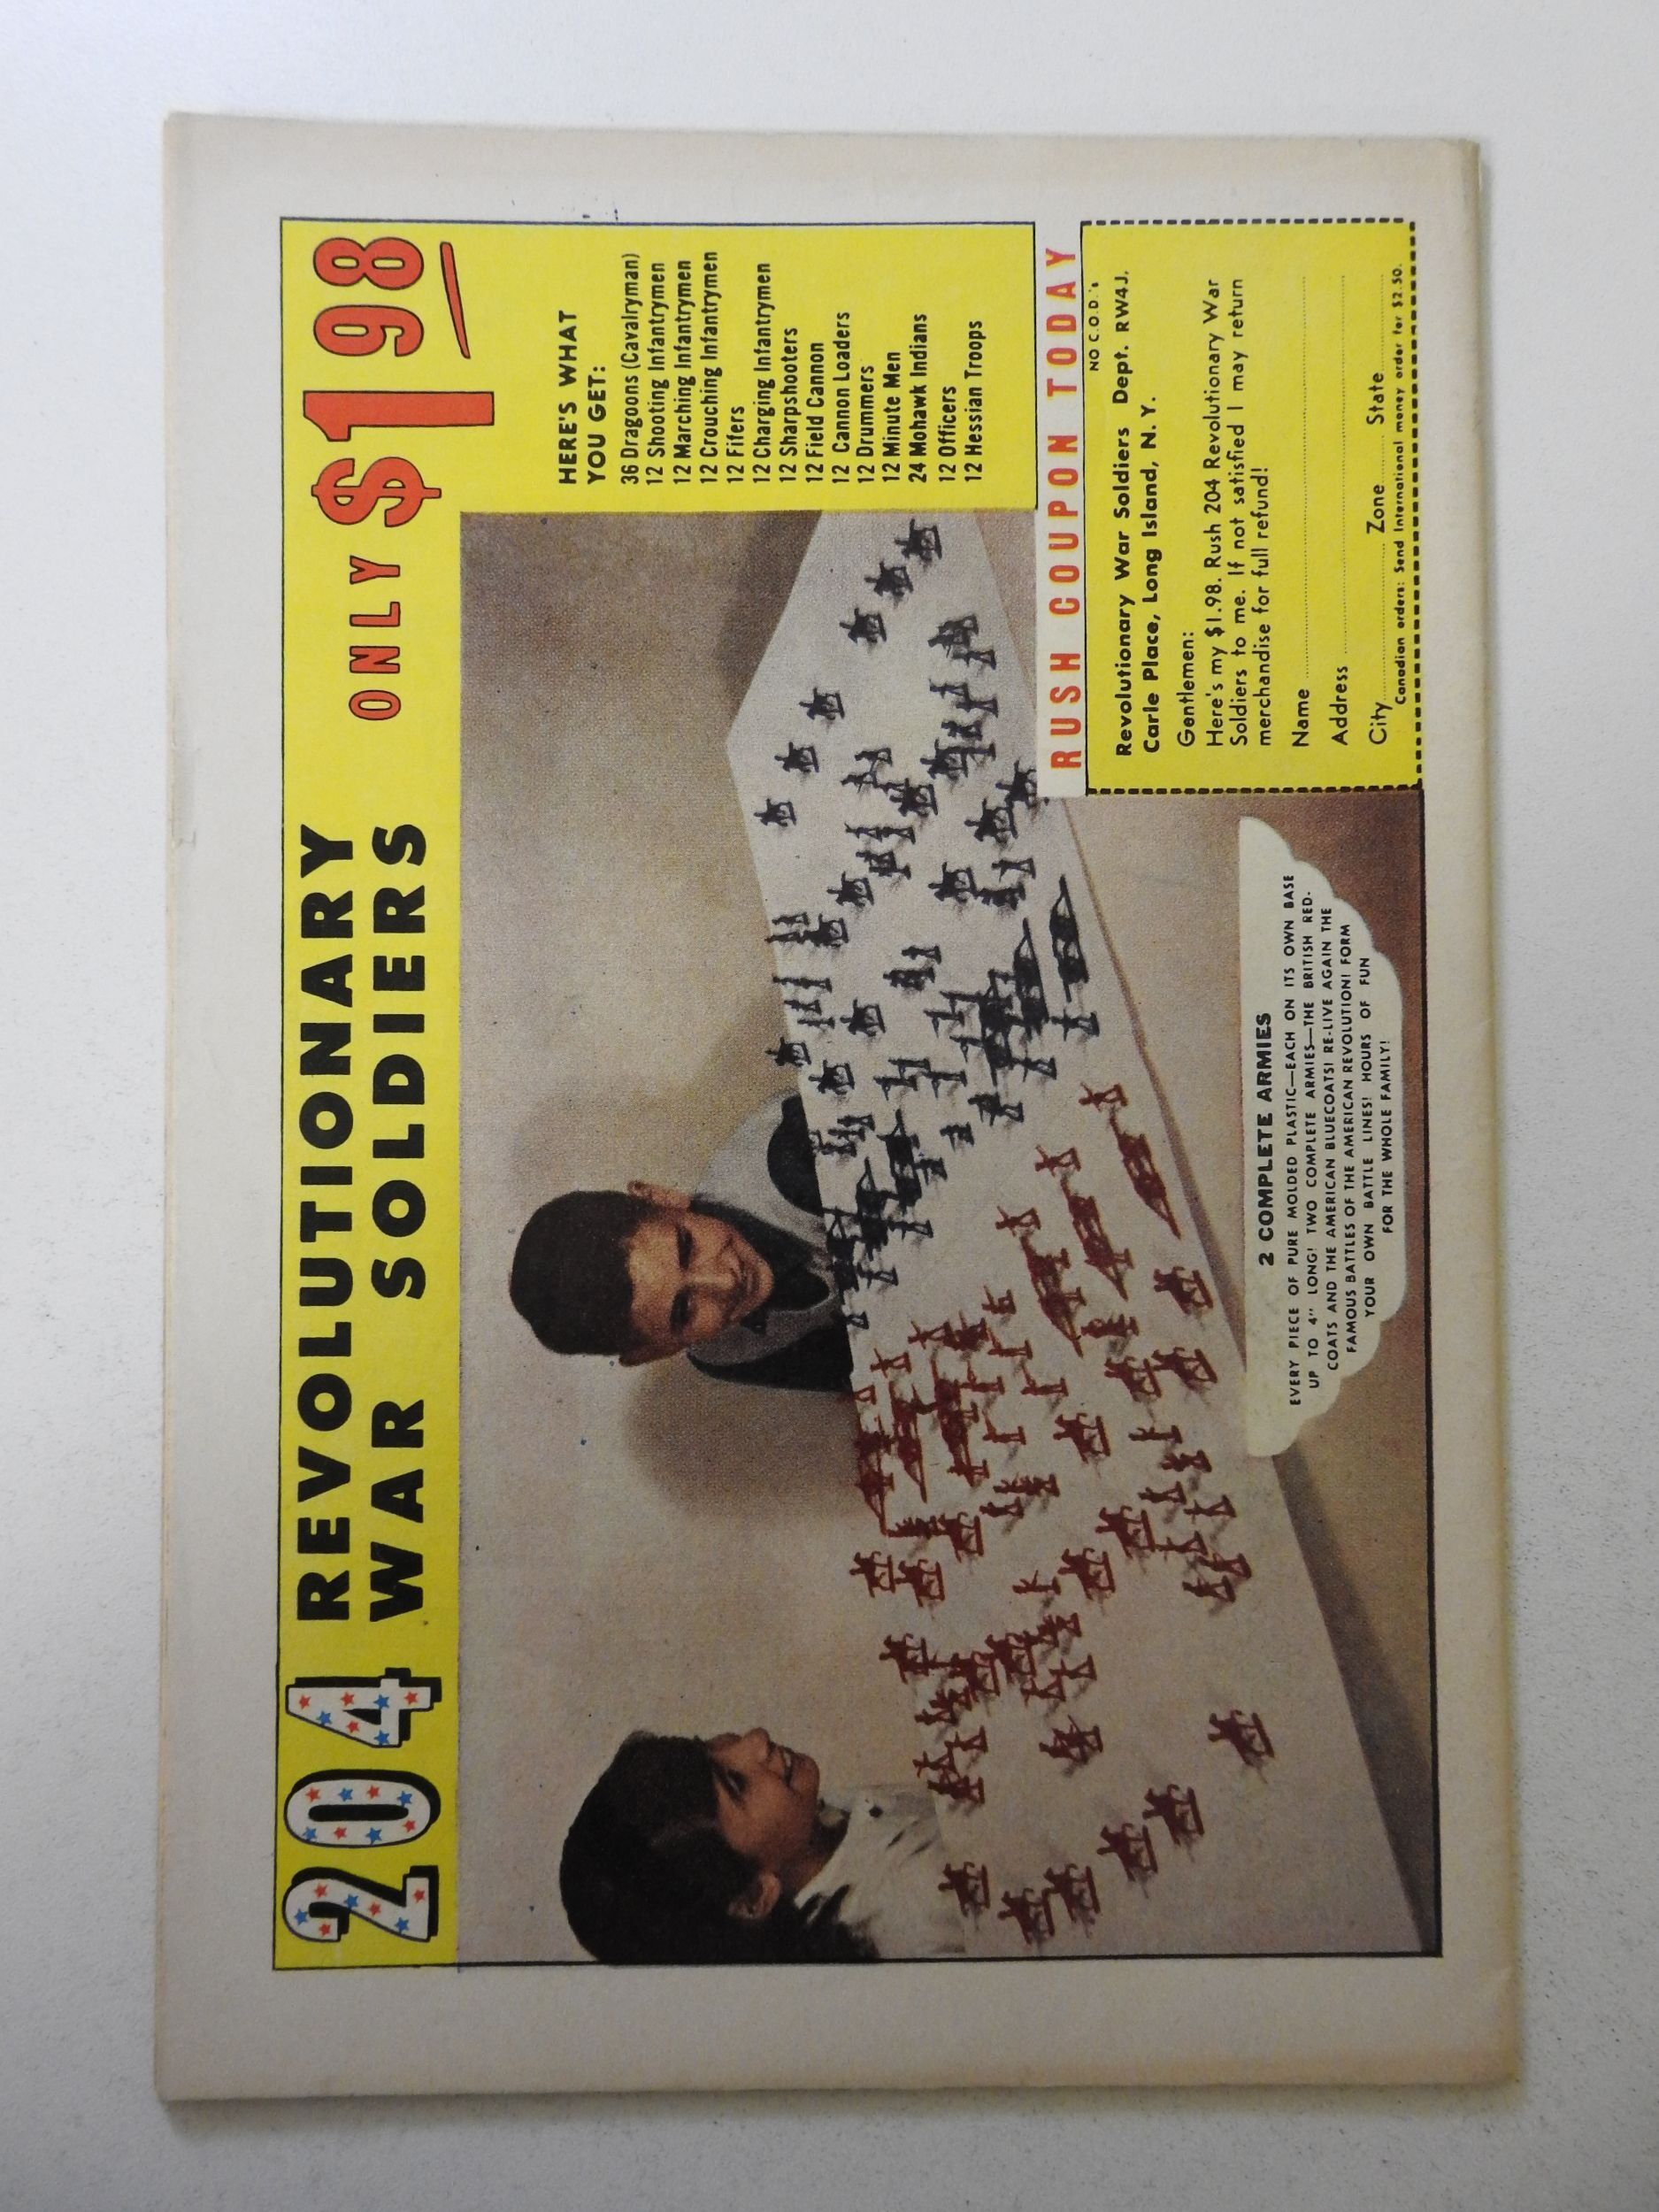 204 REVOLUTIONARY
WAR SOLDIERS
ONLY $1 98
HERE'S WHAT
YOU GET:
36 Dragoons (Cavalryman)
12 Shooting Infantrymen
12 Marching Infantrymen
12 Crouching Infantrymen
12 Fifers
12 Charging Infantrymen
12 Sharpshooters
12 Field Cannon
12 Cannon Loaders
12 Drummers
12 Minute Men
24 Mohawk Indians
12 Officers
12 Hessian Troops
RUSH COUPON TODAY
NO C.O.D.'s
Revolutionary War Soldiers Dept. RW4J.
Carle Place, Long Island, N. Y.
Gentlemen:
Here's my $1.98. Rush 204 Revolutionary War
Soldiers to me. If not satisfied I may return
merchandise for full refund!
Name
Address
City Zone State
Canadian orders: Send International money order for $2.50.
2 COMPLETE ARMIES
EVERY PIECE OF PURE MOLDED PLASTIC—EACH ON ITS OWN BASE
UP TO 4" LONG! TWO COMPLETE ARMIES—THE BRITISH RED-
COATS AND THE AMERICAN BLUECOATS! RE-LIVE AGAIN THE
FAMOUS BATTLES OF THE AMERICAN REVOLUTION! FORM
YOUR OWN BATTLE LINES! HOURS OF FUN
FOR THE WHOLE FAMILY!